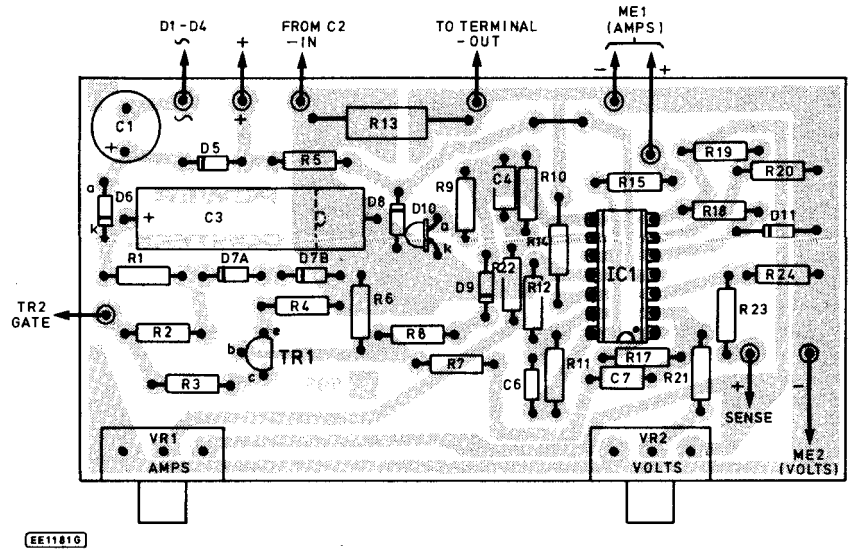 D1-D4
FROM C2
-IN
TO TERMINAL
-OUT
ME1
(AMPS)
+
-
+
~
+
C1
+
R13
D5
R5
D6
a
k
+
C3
D8
D10
a
k
R9
C4
R10
R15
R19
R20
R18
D11
R14
IC1
R1
D7A
D7B
D9
R22
R12
R24
R23
TR2
GATE
R4
R6
R2
e
b
c
TR1
R8
R7
R3
C6
R11
R17
C7
R21
+
-
SENSE
ME2
(VOLTS)
VR1
AMPS
VR2
VOLTS
EE1181G